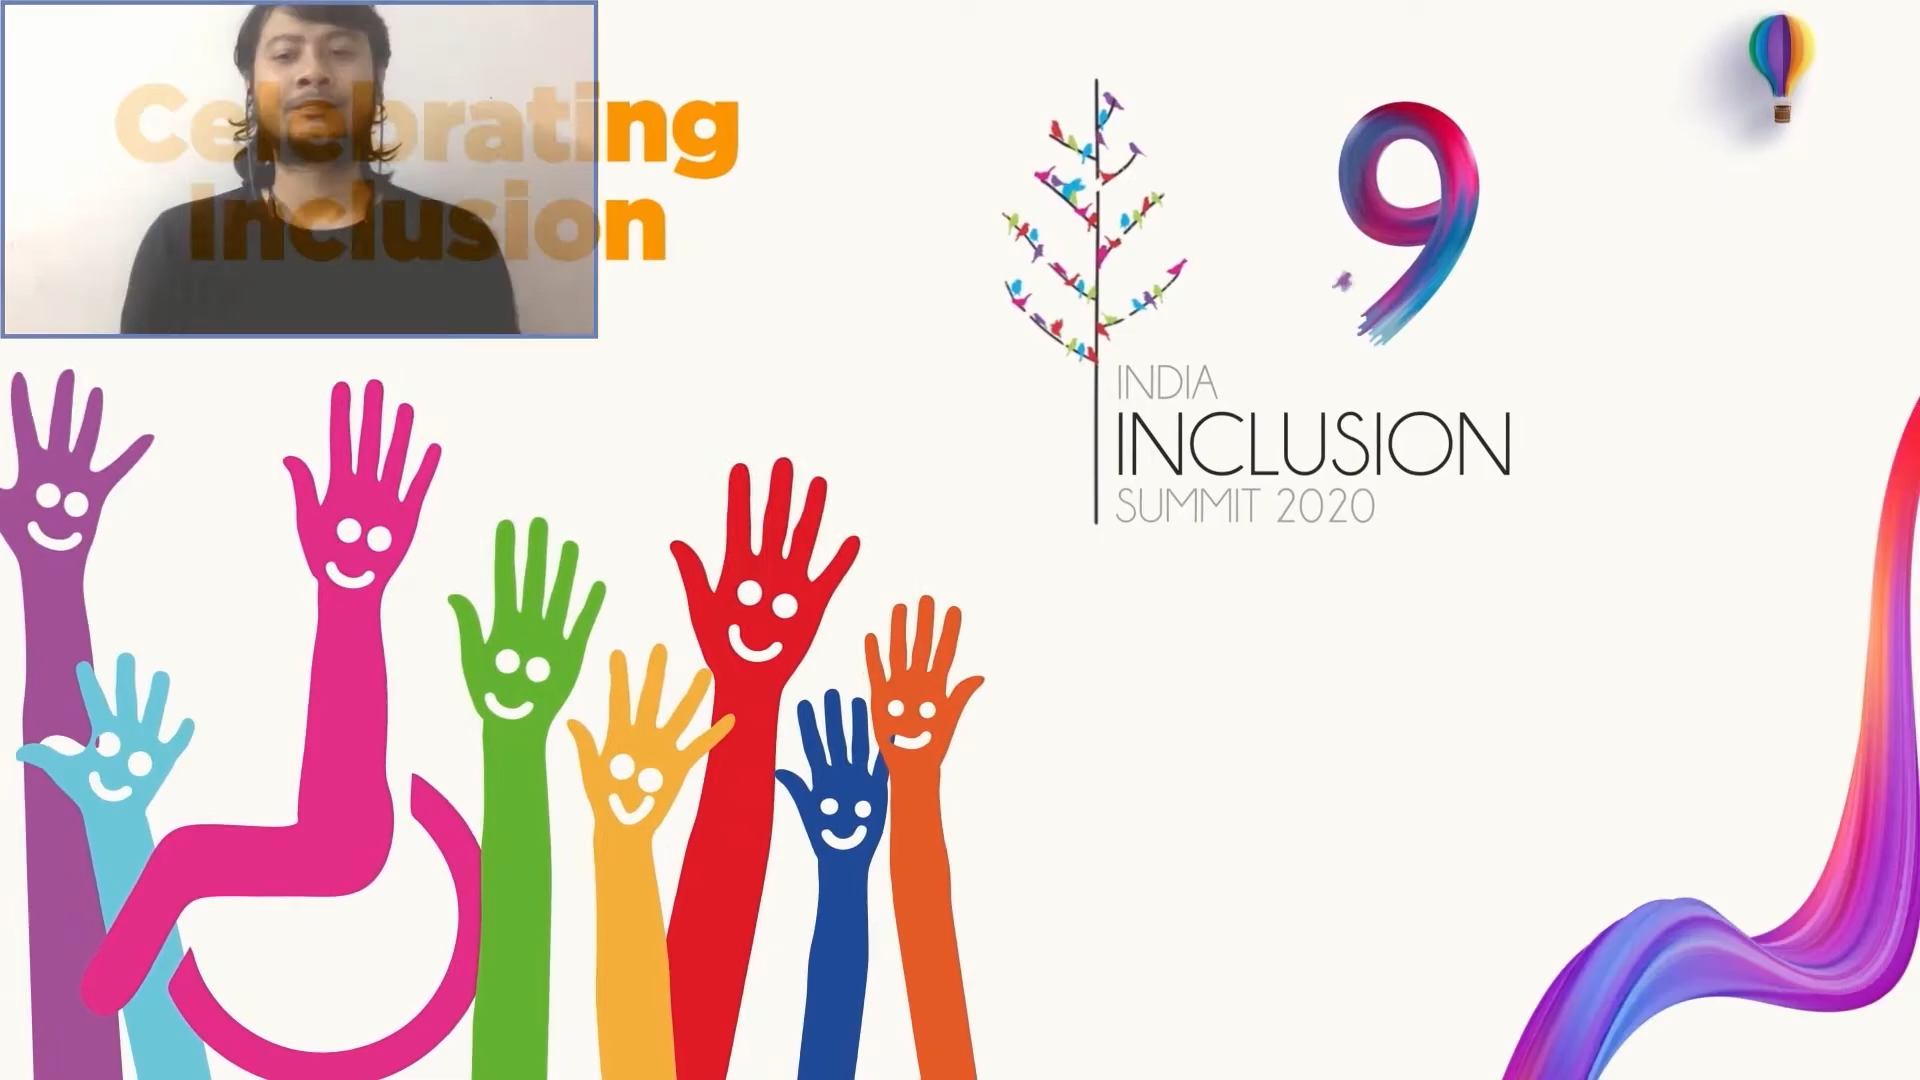 Celebrating
Inclusion
9
INDIA
INCLUSION
SUMMIT 2020